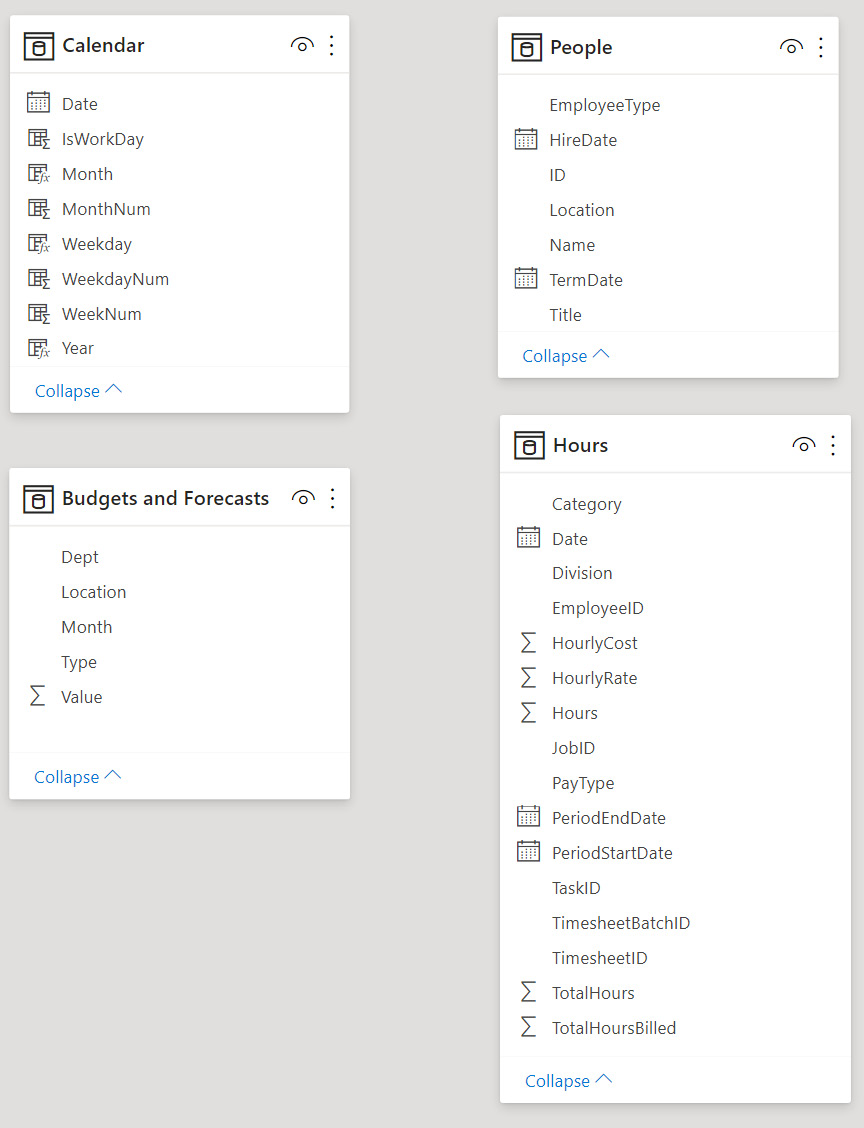 Calendar
Date
IsWorkDay
Month
MonthNum
Weekday
WeekdayNum
WeekNum
Year
Collapse
People
EmployeeType
HireDate
ID
Location
Name
TermDate
Title
Collapse
Budgets and Forecasts
Dept
Location
Month
Type
Value
Collapse
Hours
Category
Date
Division
EmployeeID
HourlyCost
HourlyRate
Hours
JobID
PayType
PeriodEndDate
PeriodStartDate
TaskID
TimesheetBatchID
TimesheetID
TotalHours
TotalHoursBilled
Collapse